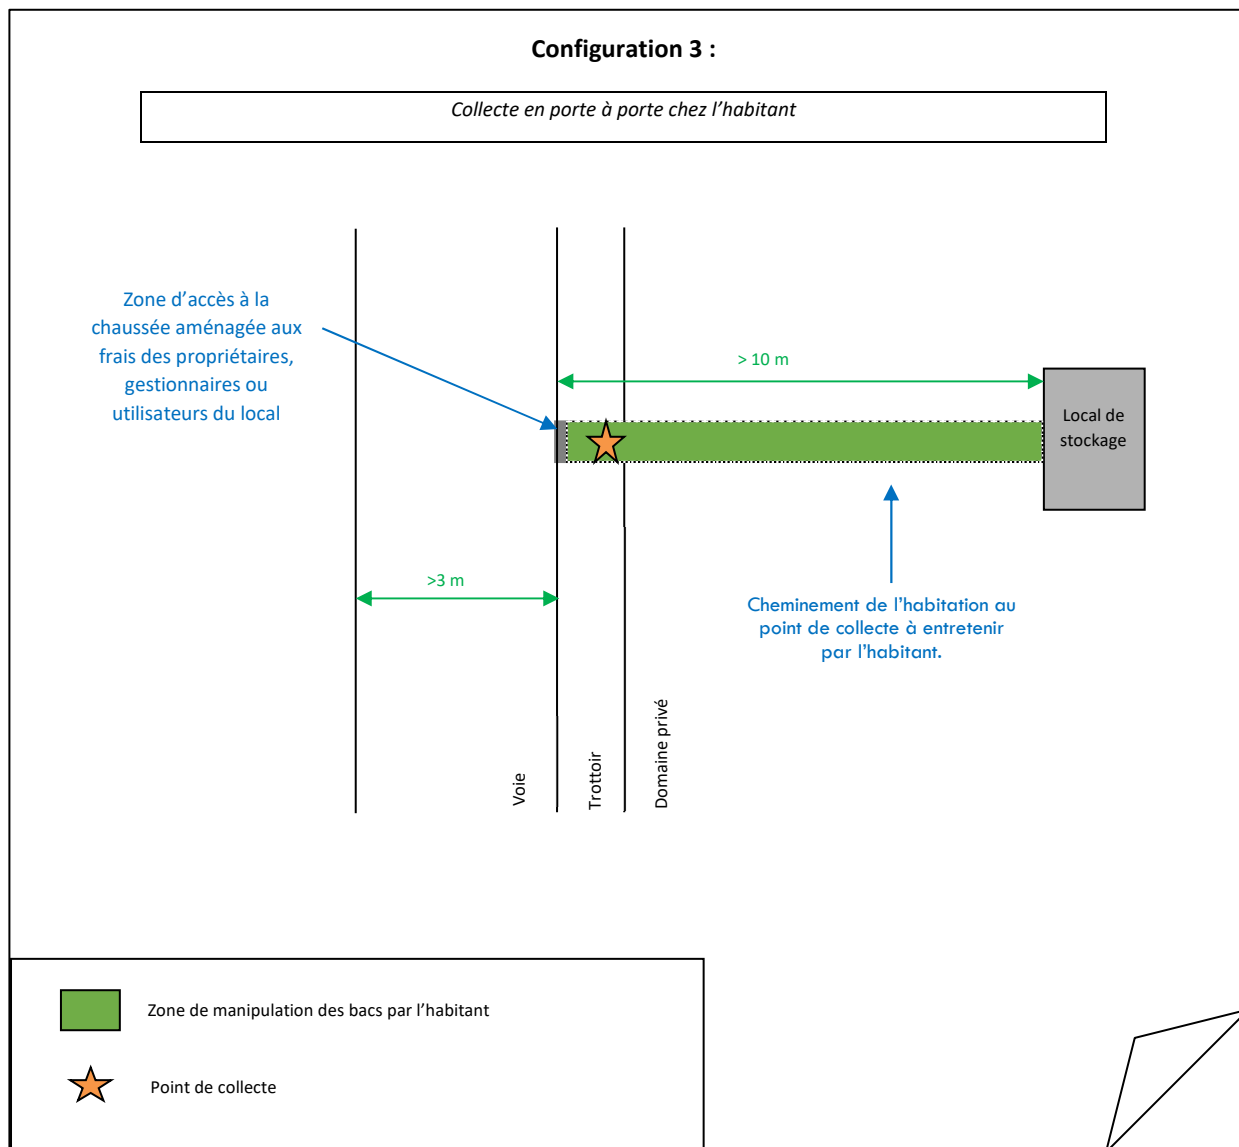 Configuration 3 :
Collecte en porte à porte chez l’habitant
Zone d’accès à la
chaussée aménagée aux
frais des propriétaires,
gestionnaires ou
utilisateurs du local
> 10 m
Local de
stockage
>3 m
Cheminement de l’habitation au
point de collecte à entretenir
par l’habitant.
Voie
Trottoir
Domaine privé
Zone de manipulation des bacs par l’habitant
Point de collecte